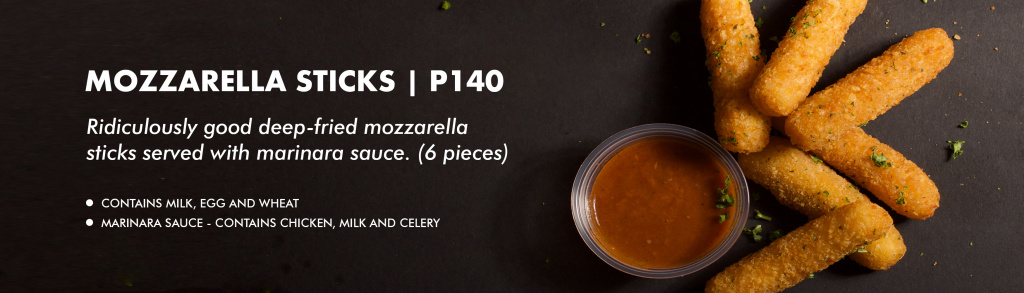 MOZZARELLA STICKS | P140
Ridiculously good deep-fried mozzarella
sticks served with marinara sauce. (6 pieces)
● CONTAINS MILK, EGG AND WHEAT
● MARINARA SAUCE - CONTAINS CHICKEN, MILK AND CELERY